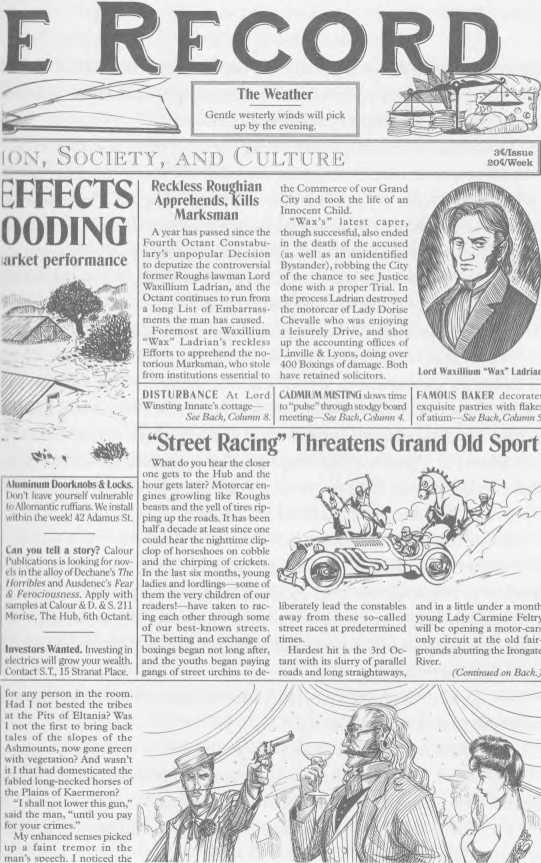 E RECORD
The Weather
Gentle westerly winds will pick
up by the evening.
ION, SOCIETY, AND CULTURE
3¢/Issue
20¢/Week
EFFECTS
OODING
arket performance
Reckless Roughian
Apprehends, Kills
Marksman
A year has passed since the
Fourth Octant Constabu-
lary's unpopular Decision
to deputize the controversial
former Roughs lawman Lord
Waxillium Ladrian, and the
Octant continues to run from
a long List of Embarrass-
ments the man has caused.
Foremost are Waxillium
"Wax" Ladrian's reckless
Efforts to apprehend the no-
torious Marksman, who stole
from institutions essential to
the Commerce of our Grand
City and took the life of an
Innocent Child.
"Wax's" latest caper,
though successful, also ended
in the death of the accused
(as well as an unidentified
Bystander), robbing the City
of the chance to see Justice
done with a proper Trial. In
the process Ladrian destroyed
the motorcar of Lady Dorise
Chevalle who was enjoying
a leisurely Drive, and shot
up the accounting offices of
Linville & Lyons, doing over
400 Boxings of damage. Both
have retained solicitors.
Lord Waxillium "Wax" Ladrian
DISTURBANCE At Lord
Winsting Innate's cottage—
See Back, Column 8.
CADMIUM MISTING slows time
to "pulse" through stodgy board
meeting—See Back, Column 4.
FAMOUS BAKER decorates
exquisite pastries with flakes
of atium—See Back, Column 5
"Street Racing" Threatens Grand Old Sport
What do you hear the closer
one gets to the Hub and the
hour gets later? Motorcar en-
gines growling like Roughs
beasts and the yell of tires rip-
ping up the roads. It has been
half a decade at least since one
could hear the nighttime clip-
clop of horseshoes on cobble
and the chirping of crickets.
In the last six months, young
ladies and lordlings—some of
them the very children of our
readers!—have taken to rac-
ing each other through some
of our best-known streets.
The betting and exchange of
boxings began not long after,
and the youths began paying
gangs of street urchins to de-
liberately lead the constables
away from these so-called
street races at predetermined
times.
Hardest hit is the 3rd Oc-
tant with its slurry of parallel
roads and long straightaways,
and in a little under a month
young Lady Carmine Feltry
will be opening a motor-cars
only circuit at the old fair-
grounds abutting the Irongate
River.
(Continued on Back.)
Aluminum Doorknobs & Locks.
Don't leave yourself vulnerable
to Allomantic ruffians. We install
within the week! 42 Adamus St.
Can you tell a story? Calour
Publications is looking for nov-
els in the alloy of Dechane's The
Horribles and Ausdenec's Fear
& Ferociousness. Apply with
samples at Calour & D. & S. 211
Morise, The Hub, 6th Octant.
Investors Wanted. Investing in
electrics will grow your wealth.
Contact S.T., 15 Stranat Place.
for any person in the room.
Had I not bested the tribes
at the Pits of Eltania? Was
I not the first to bring back
tales of the slopes of the
Ashmounts, now gone green
with vegetation? And wasn't
it I that had domesticated the
fabled long-necked horses of
the Plains of Kaermeron?
"I shall not lower this gun,"
said the man, "until you pay
for your crimes."
My enhanced senses picked
up a faint tremor in the
man's speech. I noticed the